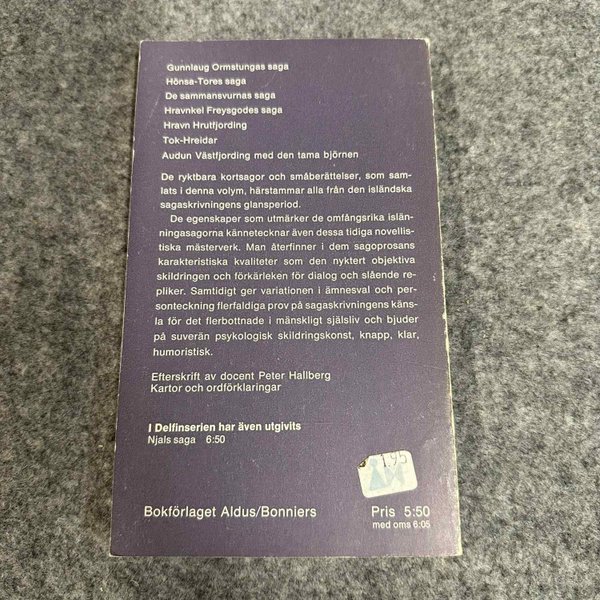 Gunnlaug Ormstungas saga
Hönsa-Tores saga
De sammansvurnas saga
Hravnkel Freysgodes saga
Hravn Hrutfjording
Tok-Hreidar
Audun Västfjording med den tama björnen
De ryktbara kortsagor och småberättelser, som sam-
lats i denna volym, härstammar alla från den isländska
sagaskrivningens glansperiod.
De egenskaper som utmärker de omfångsrika islän-
ningasagorna kännetecknar även dessa tidiga novellis-
tiska mästerverk. Man återfinner i dem sagoprosans
karakteristiska kvaliteter som den nyktert objektiva
skildringen och förkärleken för dialog och slående re-
pliker. Samtidigt ger variationen i ämnesval och per-
sonteckning flerfaldiga prov på sagaskrivningens käns-
la för det flerbottnade i mänskligt själsliv och bjuder
på suverän psykologisk skildringskonst, knapp, klar,
humoristisk.
Efterskrift av docent Peter Hallberg
Kartor och ordförklaringar
I Delfinserien har även utgivits
Njals saga 6:50
1.95
Bokförlaget Aldus/Bonniers
Pris 5:50
med oms 6:05